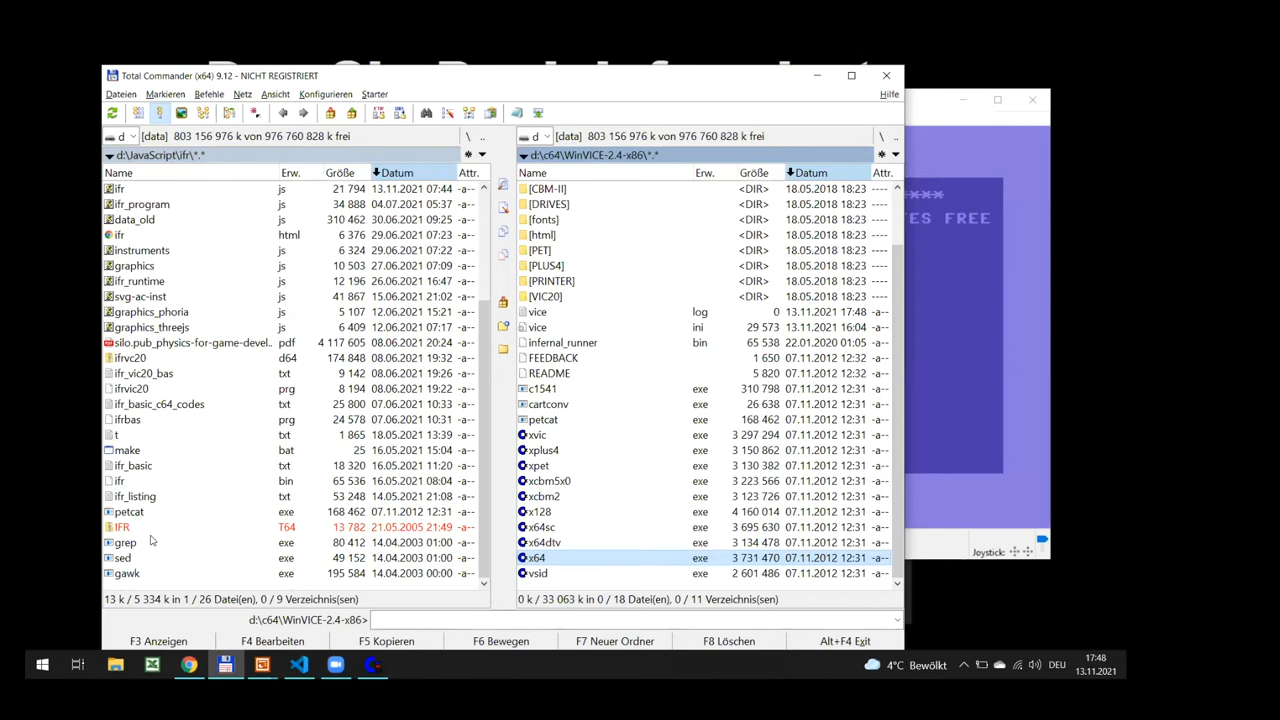 Total Commander (x64) 9.12 - NICHT REGISTRIERT
Dateien Markieren Befehle Netz Ansicht Konfigurieren Starter Hilfe
d [data] 803 156 976 k von 976 760 828 k frei \ .. d [data] 803 156 976 k von 976 760 828 k frei \ ..
d:\JavaScript\ifr\*.* d:\c64\WinVICE-2.4-x86\*.*
Name Erw. Größe Datum Attr. Name Erw. Größe Datum Attr.
ifr js 21 794 13.11.2021 07:44 -a-- [CBM-II] <DIR> 18.05.2018 18:23 ----
ifr_program js 34 888 04.07.2021 05:37 -a-- [DRIVES] <DIR> 18.05.2018 18:23 ----
data_old js 310 462 30.06.2021 09:24 -a-- [fonts] <DIR> 18.05.2018 18:23 ---- ES FREE
ifr html 6 376 29.06.2021 07:23 -a-- [html] <DIR> 18.05.2018 18:23 ----
instruments js 6 324 29.06.2021 07:22 -a-- [PET] <DIR> 18.05.2018 18:23 ----
graphics js 10 503 27.06.2021 07:09 -a-- [PLUS4] <DIR> 18.05.2018 18:23 ----
ifr_runtime js 12 196 26.06.2021 16:47 -a-- [PRINTER] <DIR> 18.05.2018 18:23 ----
svg-ac-inst js 41 867 15.06.2021 21:02 -a-- [VIC20] <DIR> 18.05.2018 18:23 ----
graphics_phoria js 5 107 12.06.2021 15:21 -a-- vice log 0 13.11.2021 17:48 -a--
graphics_threejs js 6 409 12.06.2021 07:17 -a-- vice ini 29 573 13.11.2021 16:04 -a--
silo.pub_physics-for-game-devel.. pdf 4 117 605 08.06.2021 20:24 -a-- infernal_runner bin 65 538 22.01.2020 01:05 -a--
ifrvc20 d64 174 848 08.06.2021 19:32 -a-- FEEDBACK 1 650 07.11.2012 12:31 -a--
ifr_vic20_bas txt 9 142 08.06.2021 19:32 -a-- README 5 820 07.11.2012 12:32 -a--
ifrvic20 prg 8 194 08.06.2021 19:22 -a-- c1541 exe 310 798 07.11.2012 12:31 -a--
ifr_basic_c64_codes txt 25 800 07.06.2021 10:33 -a-- cartconv exe 26 638 07.11.2012 12:31 -a--
ifrbas prg 24 578 07.06.2021 10:33 -a-- petcat exe 168 462 07.11.2012 12:31 -a--
t txt 1 865 18.05.2021 13:39 -a-- xvic exe 3 297 294 07.11.2012 12:31 -a--
make bat 25 16.05.2021 15:04 -a-- xplus4 exe 3 150 862 07.11.2012 12:31 -a--
ifr_basic txt 18 320 16.05.2021 11:20 -a-- xpet exe 3 130 382 07.11.2012 12:31 -a--
ifr bin 65 536 16.05.2021 08:04 -a-- xcbm5x0 exe 3 223 566 07.11.2012 12:31 -a--
ifr_listing txt 53 248 14.05.2021 21:08 -a-- xcbm2 exe 3 123 726 07.11.2012 12:31 -a--
petcat exe 168 462 07.11.2012 12:31 -a-- x128 exe 4 160 014 07.11.2012 12:31 -a--
IFR T64 13 782 21.05.2005 21:49 -a-- x64sc exe 3 695 630 07.11.2012 12:31 -a--
grep exe 80 412 14.04.2003 01:00 -a-- x64dtv exe 3 134 478 07.11.2012 12:31 -a--
sed exe 49 152 14.04.2003 01:00 -a-- x64 exe 3 731 470 07.11.2012 12:31 -a-- Joystick:
gawk exe 195 584 14.04.2003 00:00 -a-- vsid exe 2 601 486 07.11.2012 12:31 -a--
13 k / 5 334 k in 1 / 26 Datei(en), 0 / 9 Verzeichnis(sen) 0 k / 33 063 k in 0 / 18 Datei(en), 0 / 11 Verzeichnis(sen)
d:\c64\WinVICE-2.4-x86>
F3 Anzeigen F4 Bearbeiten F5 Kopieren F6 Bewegen F7 Neuer Ordner F8 Löschen Alt+F4 Exit
4°C Bewölkt DEU 17:48
13.11.2021